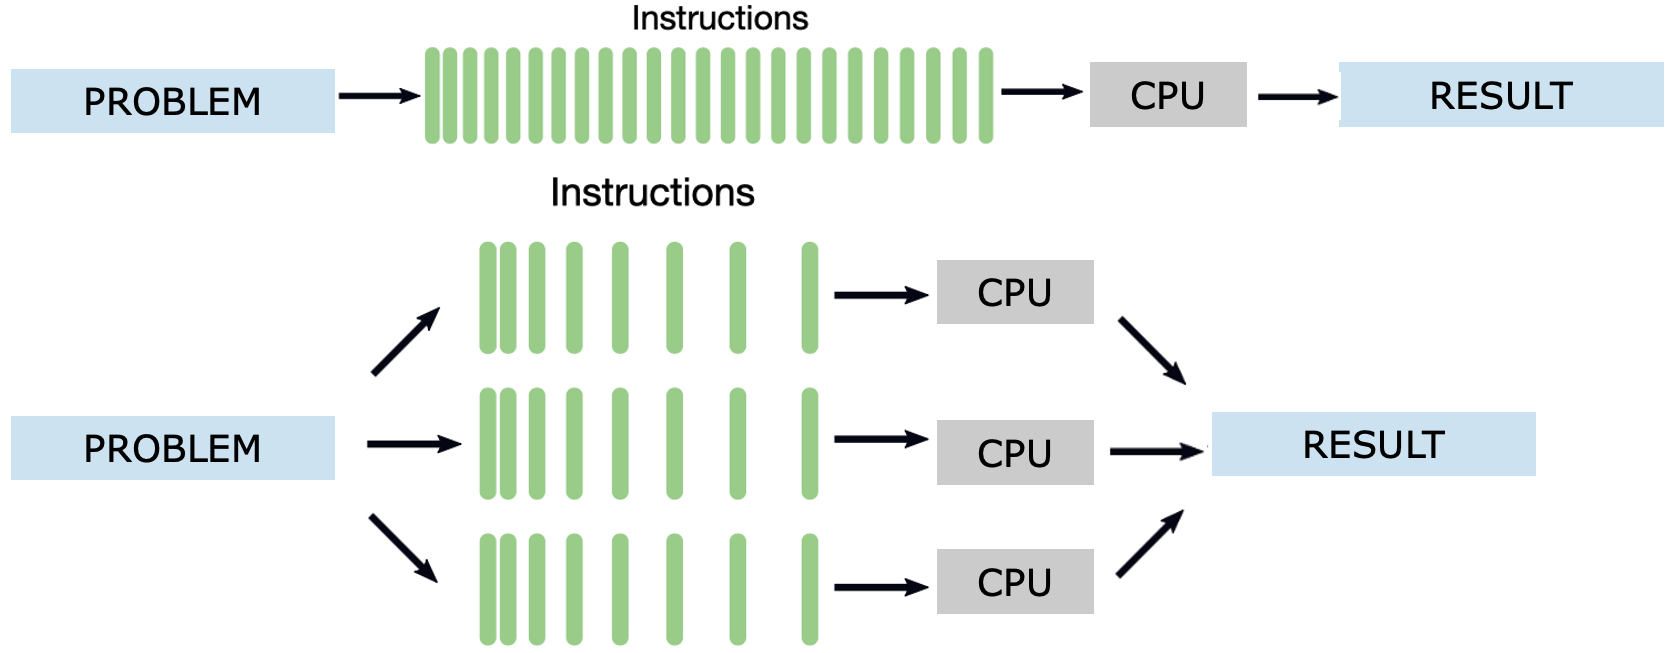 Instructions
PROBLEM
CPU
RESULT
Instructions
CPU
PROBLEM
CPU
RESULT
CPU